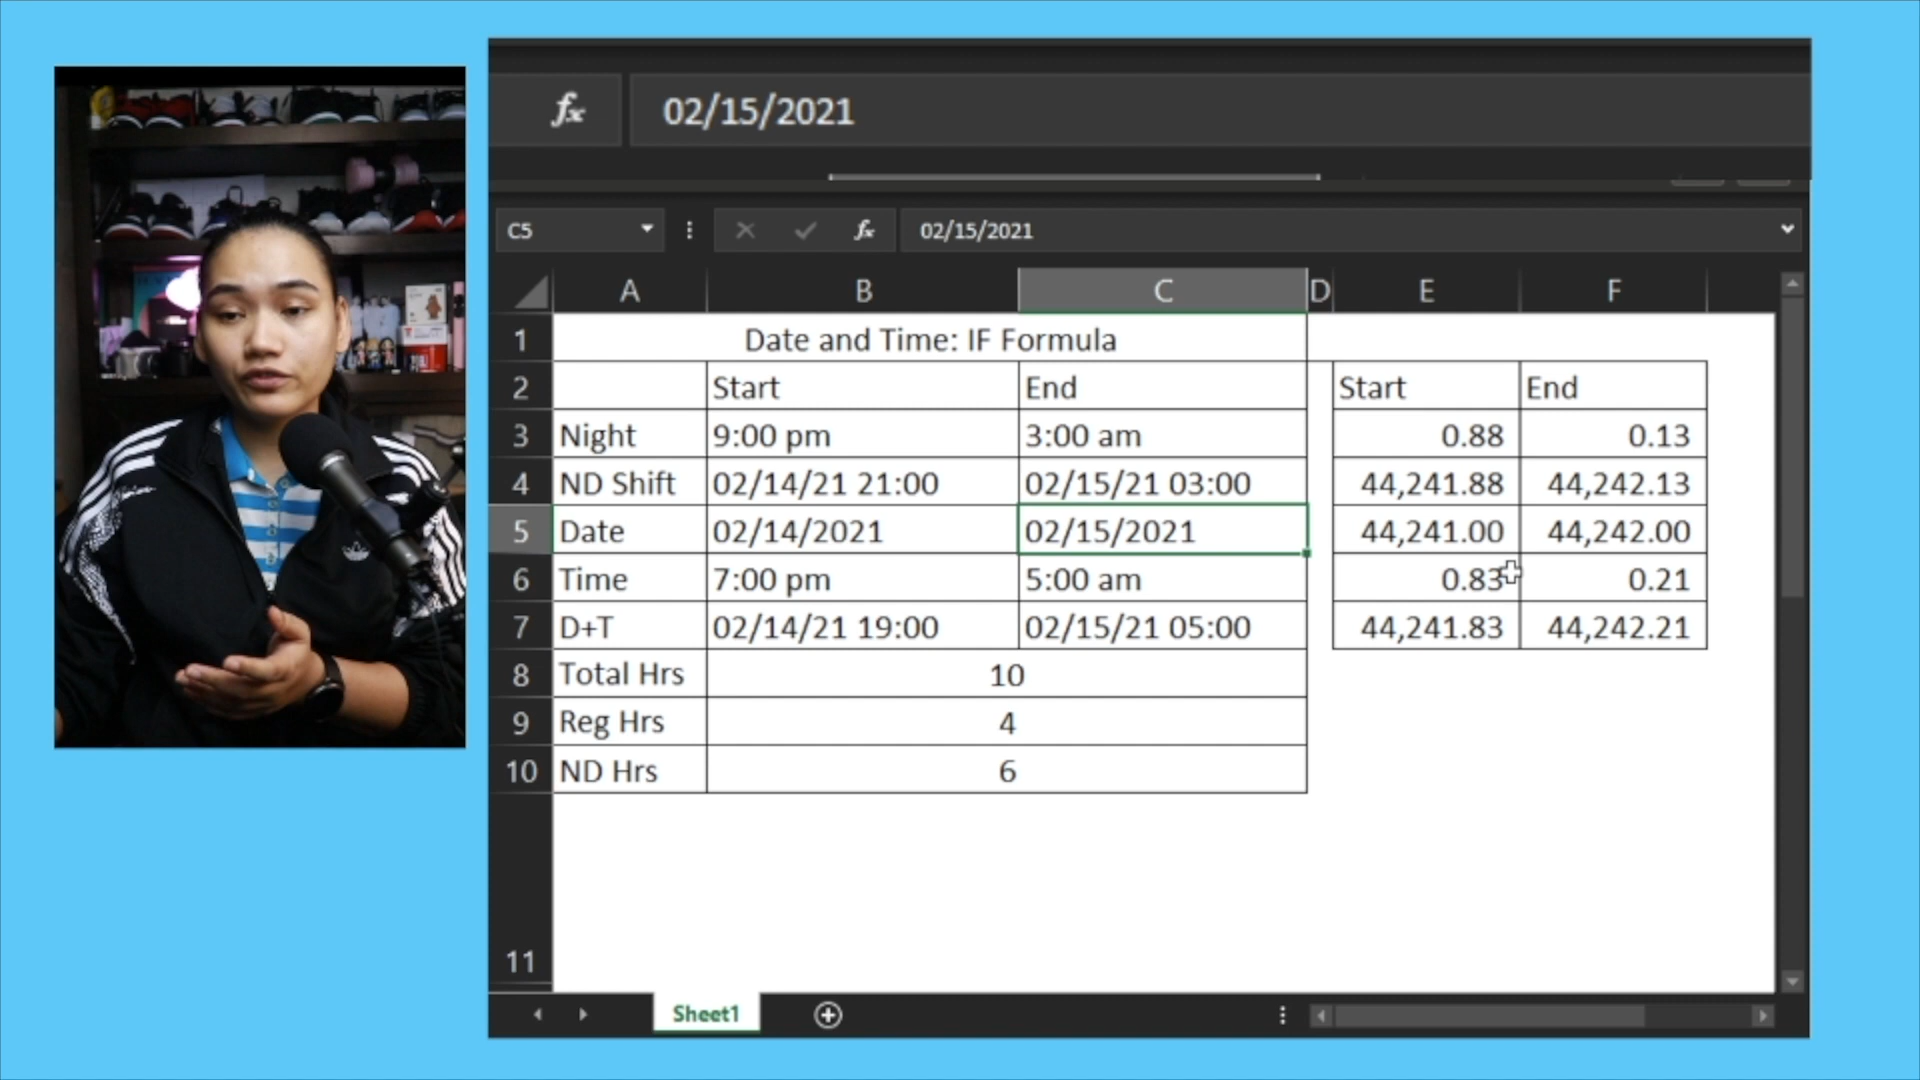 fx 02/15/2021
C5 fx 02/15/2021
A B C D E F
1 Date and Time: IF Formula
2 Start End Start End
3 Night 9:00 pm 3:00 am 0.88 0.13
4 ND Shift 02/14/21 21:00 02/15/21 03:00 44,241.88 44,242.13
5 Date 02/14/2021 02/15/2021 44,241.00 44,242.00
6 Time 7:00 pm 5:00 am 0.83 0.21
7 D+T 02/14/21 19:00 02/15/21 05:00 44,241.83 44,242.21
8 Total Hrs 10
9 Reg Hrs 4
10 ND Hrs 6
11
Sheet1